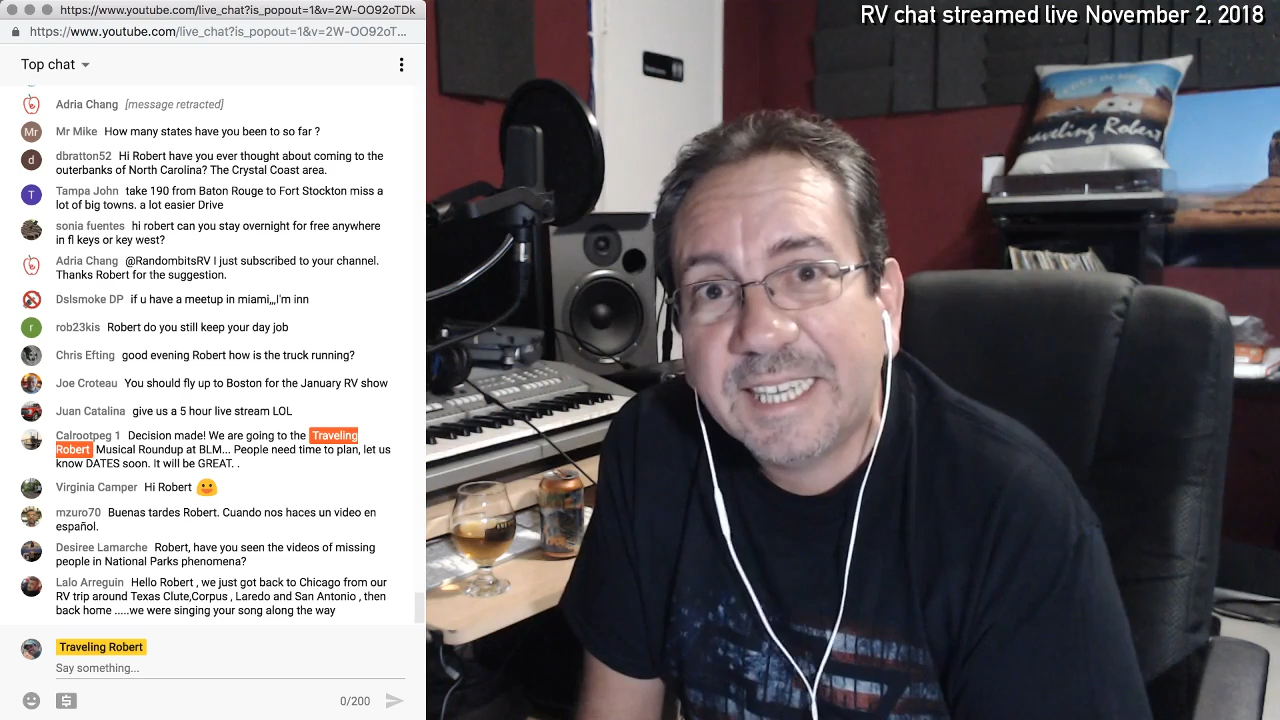 https://www.youtube.com/live_chat?is_popout=1&v=2W-OO92oTDk
RV chat streamed live November 2, 2018
https://www.youtube.com/live_chat?is_popout=1&v=2W-OO92oT...
Top chat
Adria Chang [message retracted]
Mr Mr Mike How many states have you been to so far ?
d dbratton52 Hi Robert have you ever thought about coming to the
outerbanks of North Carolina? The Crystal Coast area.
T Tampa John take 190 from Baton Rouge to Fort Stockton miss a
lot of big towns. a lot easier Drive
sonia fuentes hi robert can you stay overnight for free anywhere
in fl keys or key west?
Adria Chang @RandombitsRV I just subscribed to your channel.
Thanks Robert for the suggestion.
Dslsmoke DP if u have a meetup in miami,,,I'm inn
r rob23kis Robert do you still keep your day job
Chris Efting good evening Robert how is the truck running?
Joe Croteau You should fly up to Boston for the January RV show
Juan Catalina give us a 5 hour live stream LOL
Calrootpeg 1 Decision made! We are going to the Traveling
Robert Musical Roundup at BLM... People need time to plan, let us
know DATES soon. It will be GREAT. .
Virginia Camper Hi Robert
mzuro70 Buenas tardes Robert. Cuando nos haces un video en
español.
Desiree Lamarche Robert, have you seen the videos of missing
people in National Parks phenomena?
Lalo Arreguin Hello Robert , we just got back to Chicago from our
RV trip around Texas Clute,Corpus , Laredo and San Antonio , then
back home .....we were singing your song along the way
Traveling Robert
Say something...
$ 0/200
Traveling Robert